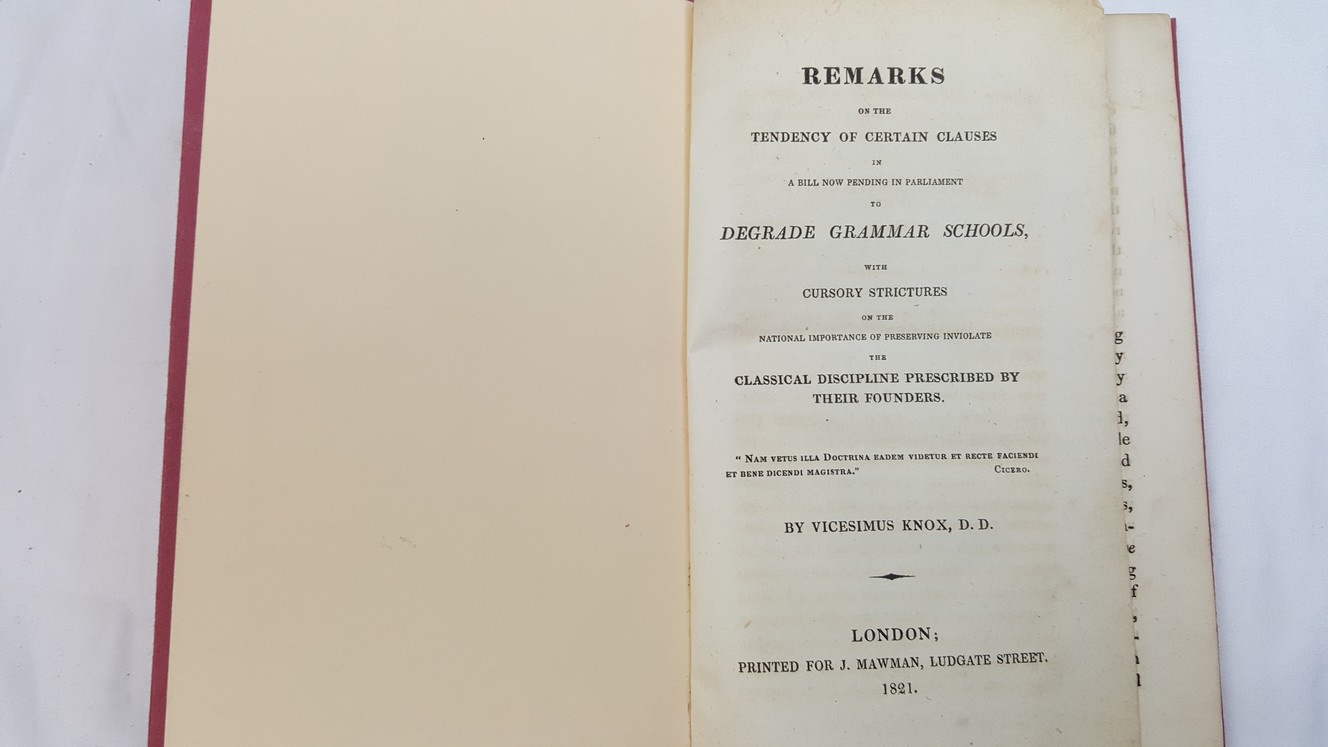 REMARKS
ON THE
TENDENCY OF CERTAIN CLAUSES
IN
A BILL NOW PENDING IN PARLIAMENT
TO
DEGRADE GRAMMAR SCHOOLS,
WITH
CURSORY STRICTURES
ON THE
NATIONAL IMPORTANCE OF PRESERVING INVIOLATE
THE
CLASSICAL DISCIPLINE PRESCRIBED BY
THEIR FOUNDERS.
“ NAM VETUS ILLA DOCTRINA EADEM VIDETUR ET RECTE FACIENDI
ET BENE DICENDI MAGISTRA.” CICERO.
BY VICESIMUS KNOX, D. D.
LONDON;
PRINTED FOR J. MAWMAN, LUDGATE STREET.
1821.